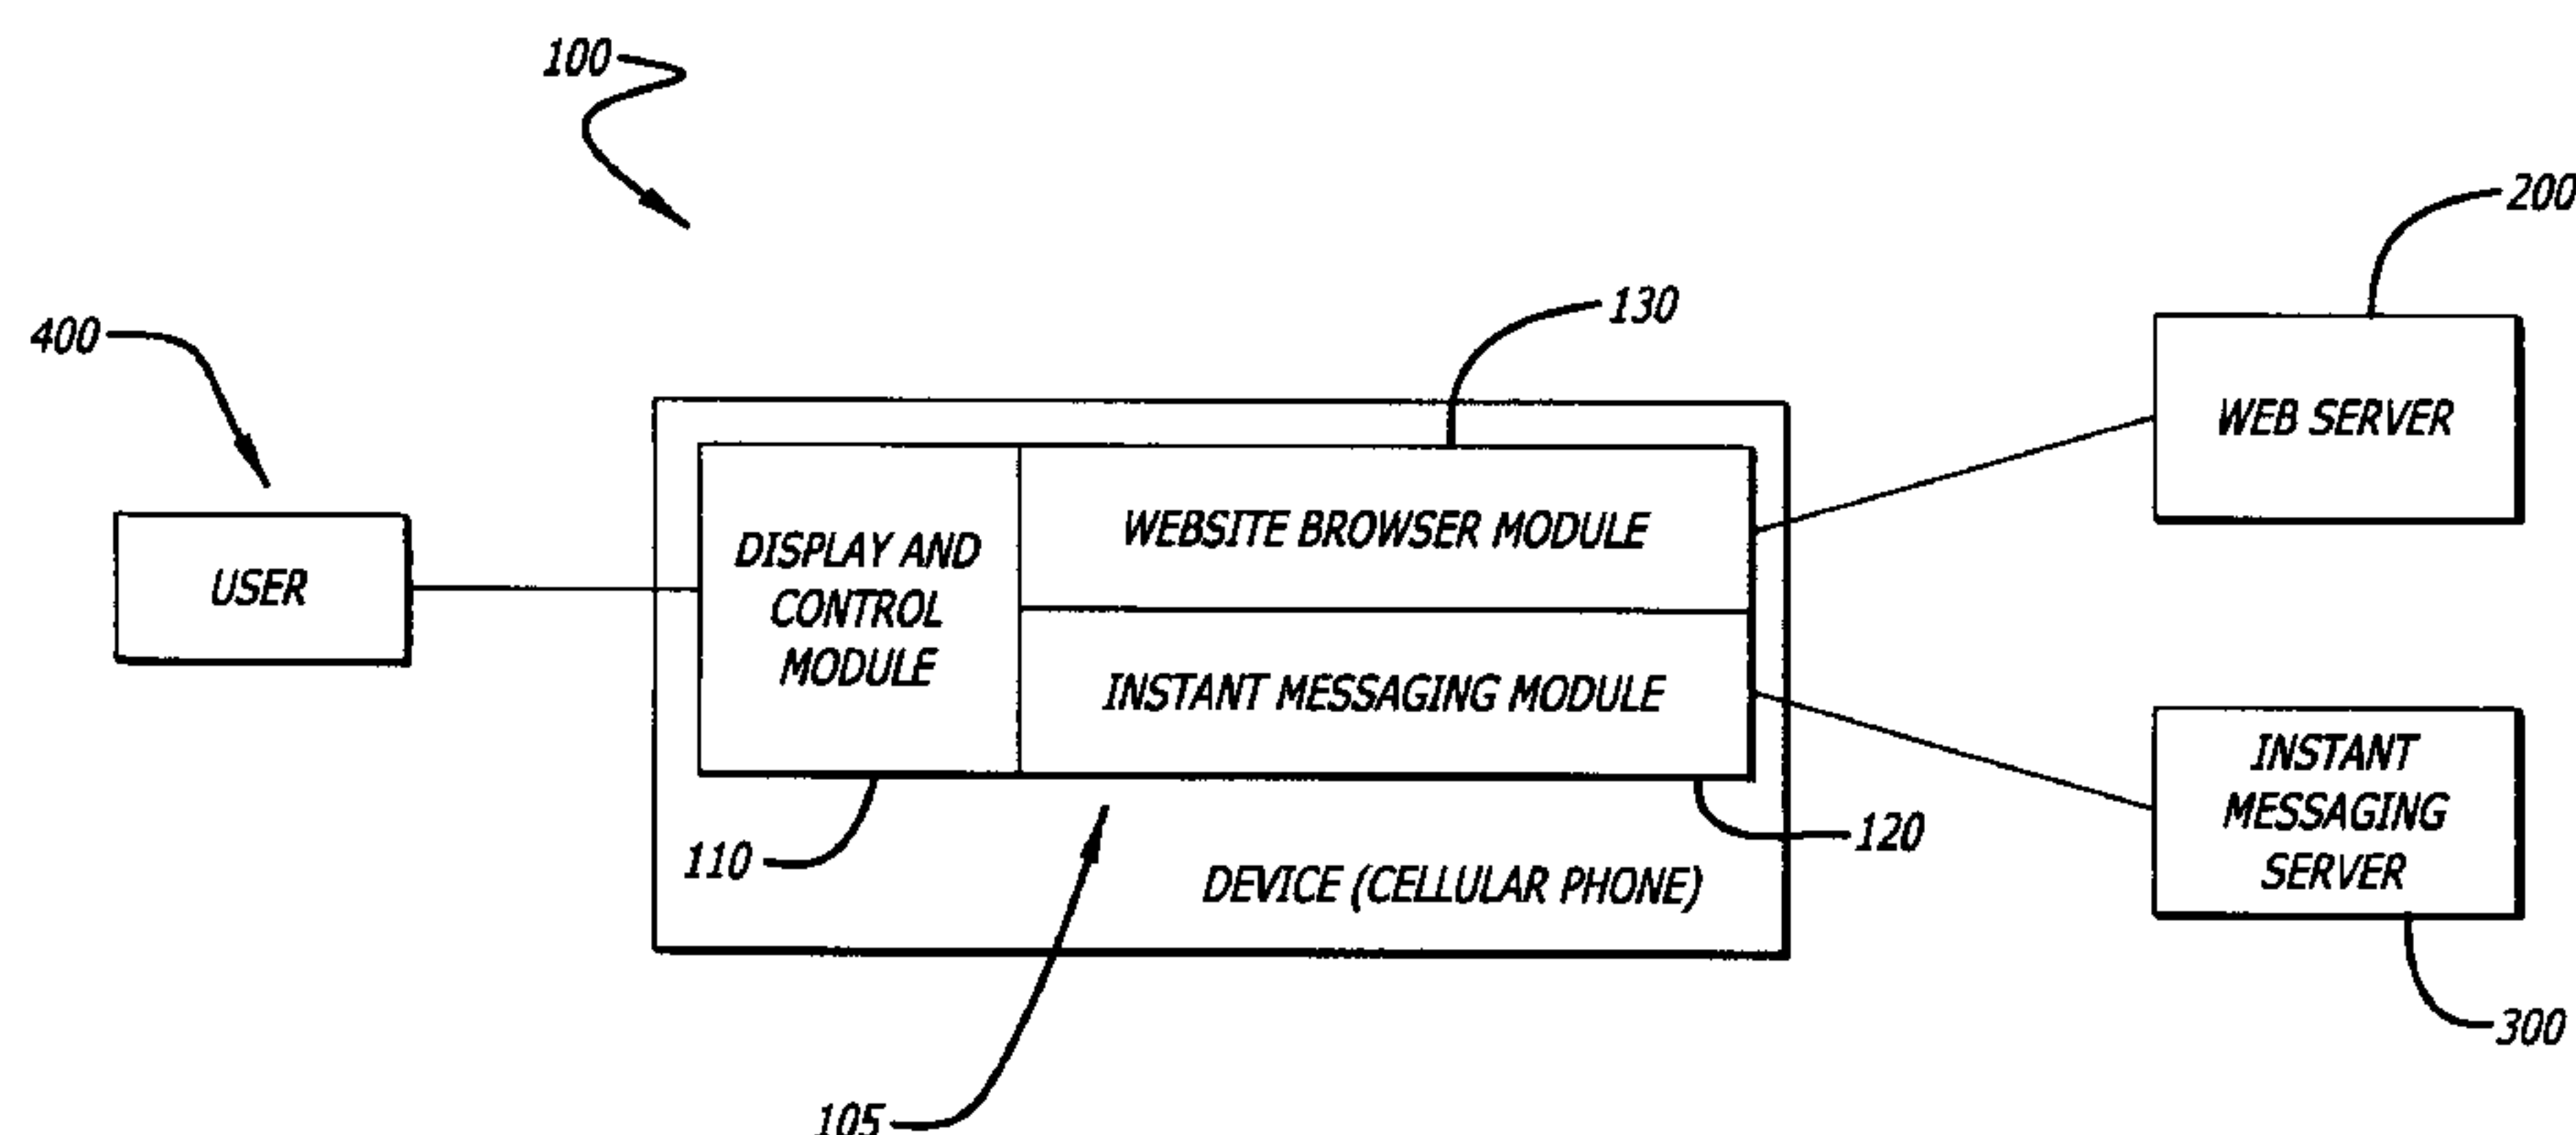 100
200
130
400
WEB SERVER
WEBSITE BROWSER MODULE
DISPLAY AND
CONTROL
MODULE
USER
INSTANT MESSAGING MODULE
INSTANT
MESSAGING
SERVER
110
120
DEVICE (CELLULAR PHONE)
300
105